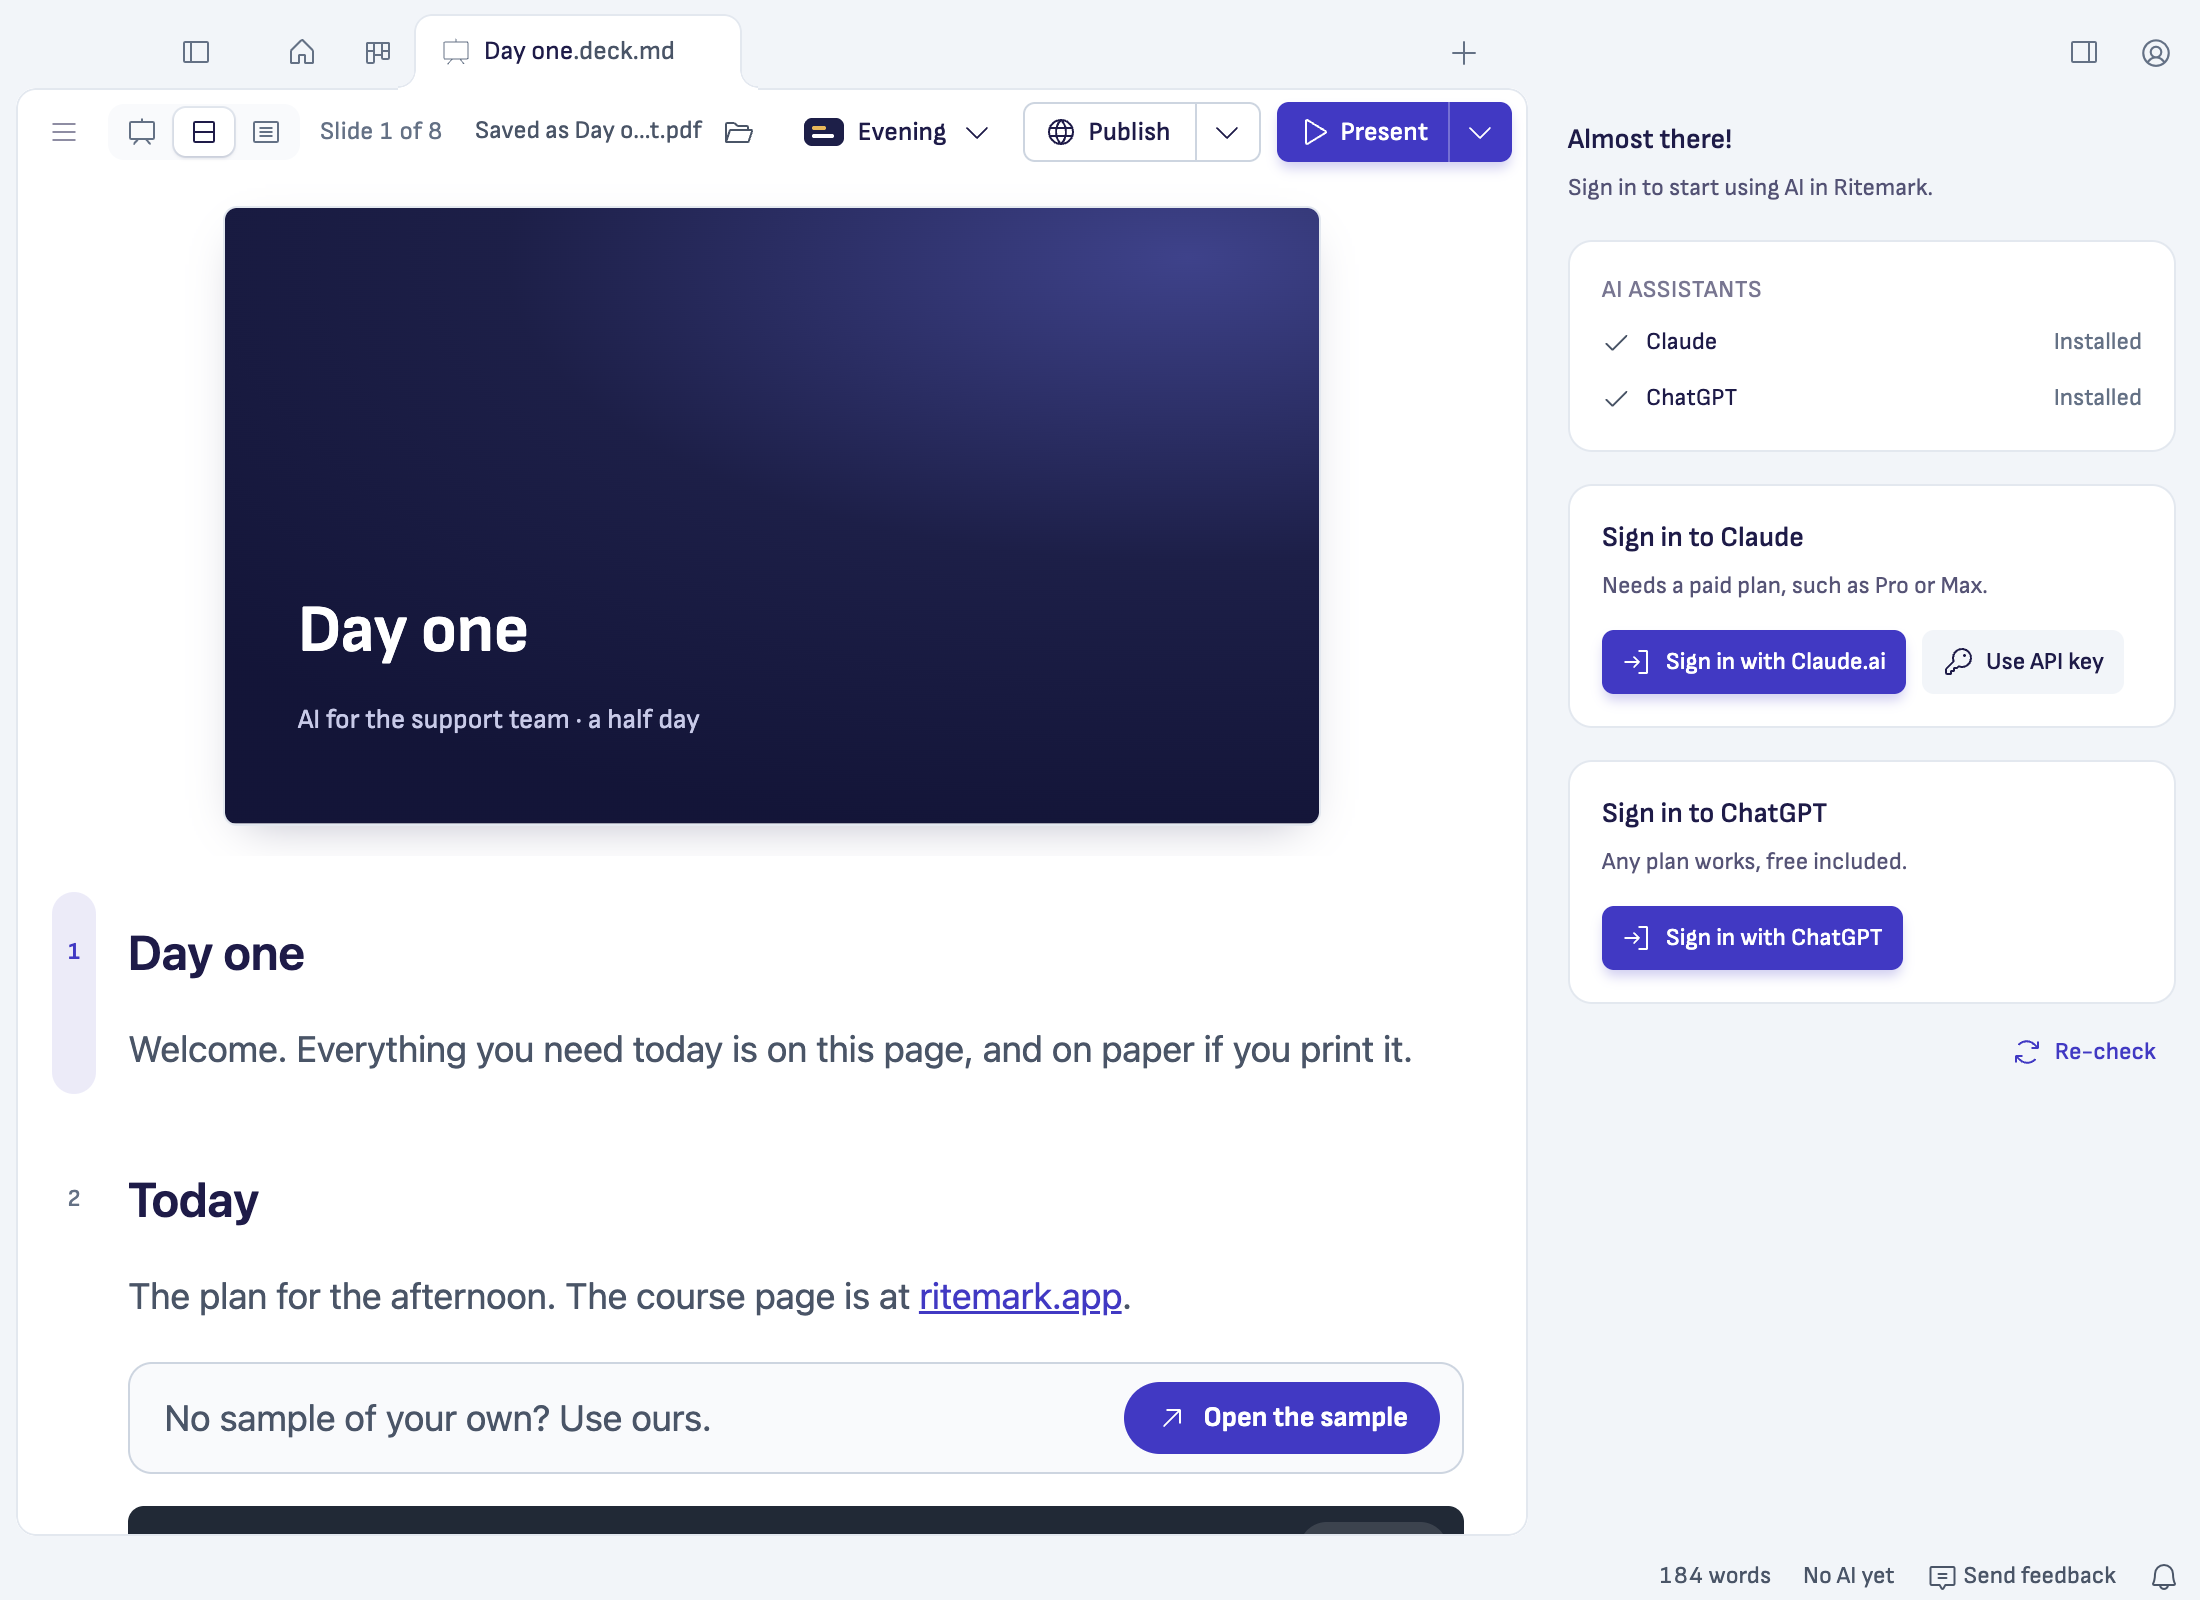 Day one.deck.md
Slide 1 of 8
Saved as Day o...t.pdf
Evening
Publish
Present
Day one
AI for the support team · a half day
1
Day one
Welcome. Everything you need today is on this page, and on paper if you print it.
2
Today
The plan for the afternoon. The course page is at ritemark.app.
No sample of your own? Use ours.
Open the sample
Almost there!
Sign in to start using AI in Ritemark.
AI ASSISTANTS
Claude
Installed
ChatGPT
Installed
Sign in to Claude
Needs a paid plan, such as Pro or Max.
Sign in with Claude.ai
Use API key
Sign in to ChatGPT
Any plan works, free included.
Sign in with ChatGPT
Re-check
184 words
No AI yet
Send feedback